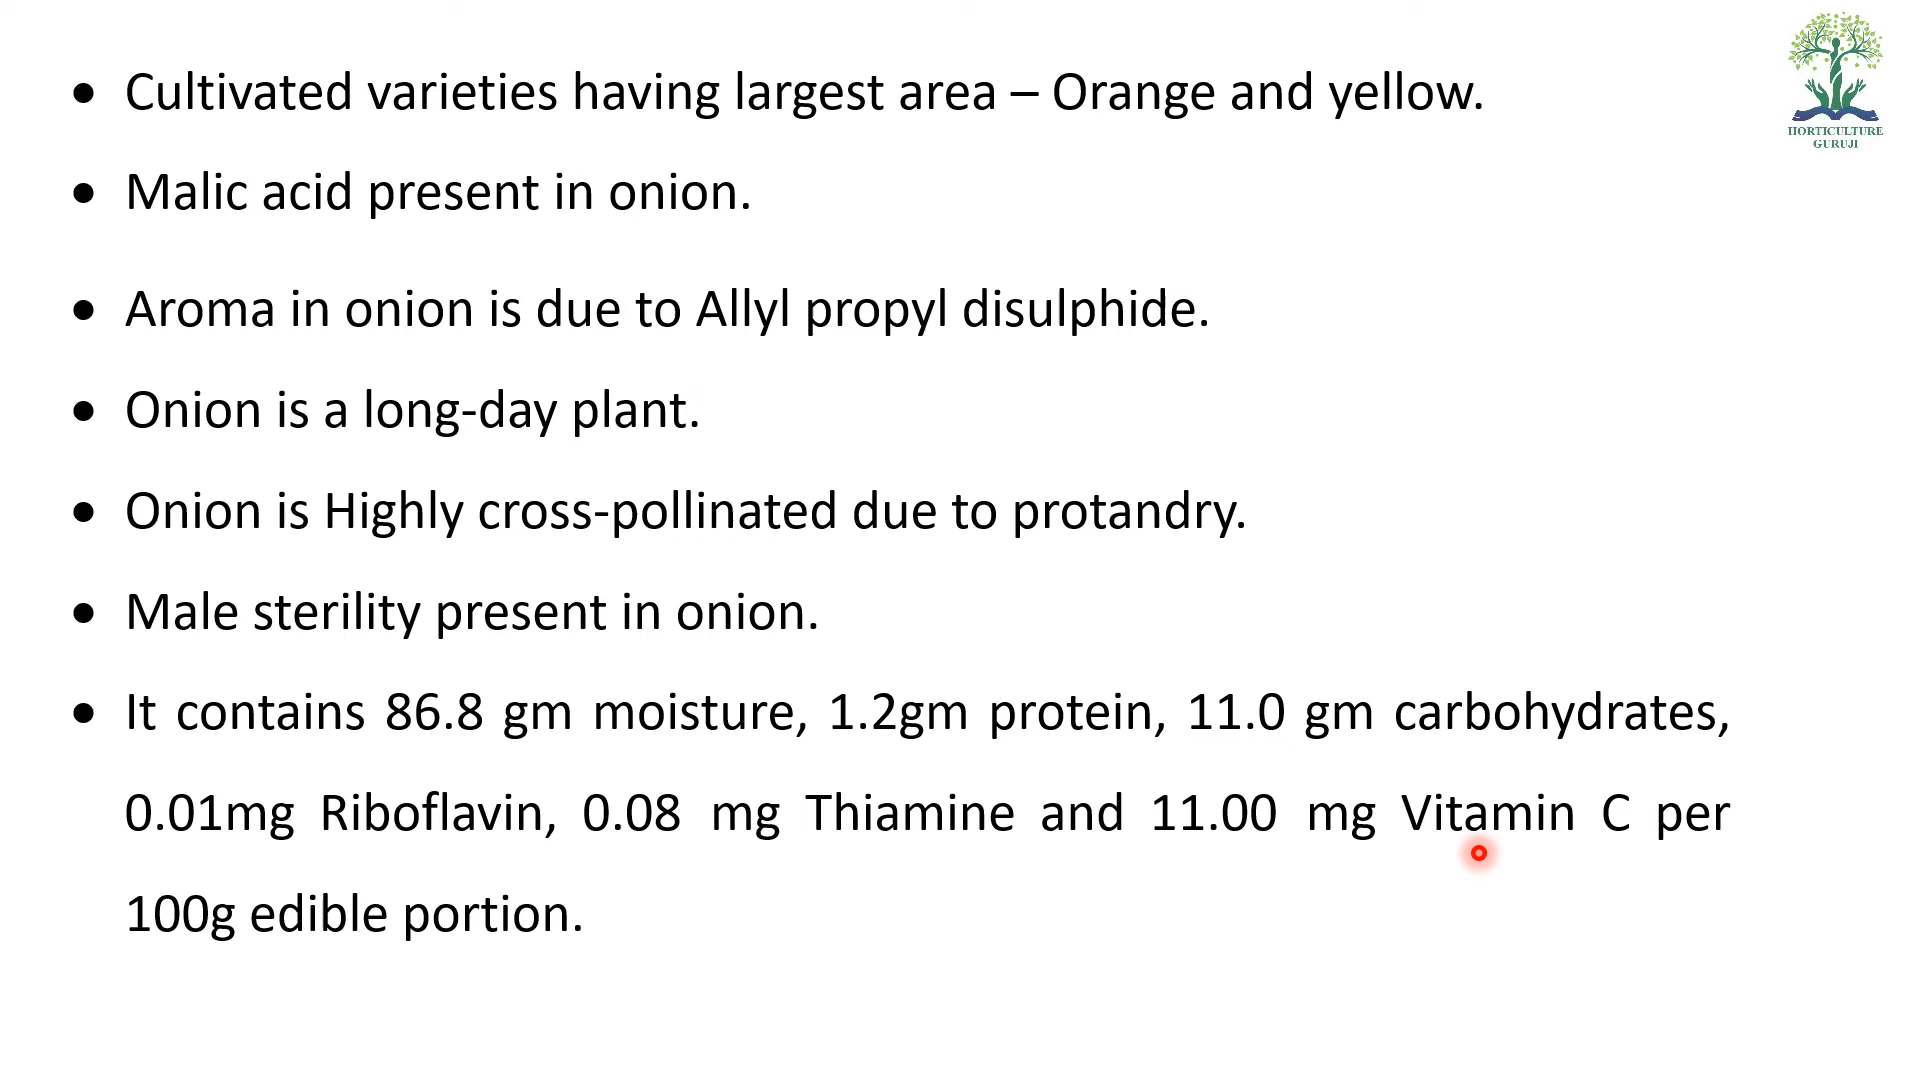 • Cultivated varieties having largest area – Orange and yellow.
• Malic acid present in onion.
• Aroma in onion is due to Allyl propyl disulphide.
• Onion is a long-day plant.
• Onion is Highly cross-pollinated due to protandry.
• Male sterility present in onion.
• It contains 86.8 gm moisture, 1.2gm protein, 11.0 gm carbohydrates,
0.01mg Riboflavin, 0.08 mg Thiamine and 11.00 mg Vitamin C per
100g edible portion.
HORTICULTURE
GURUJI